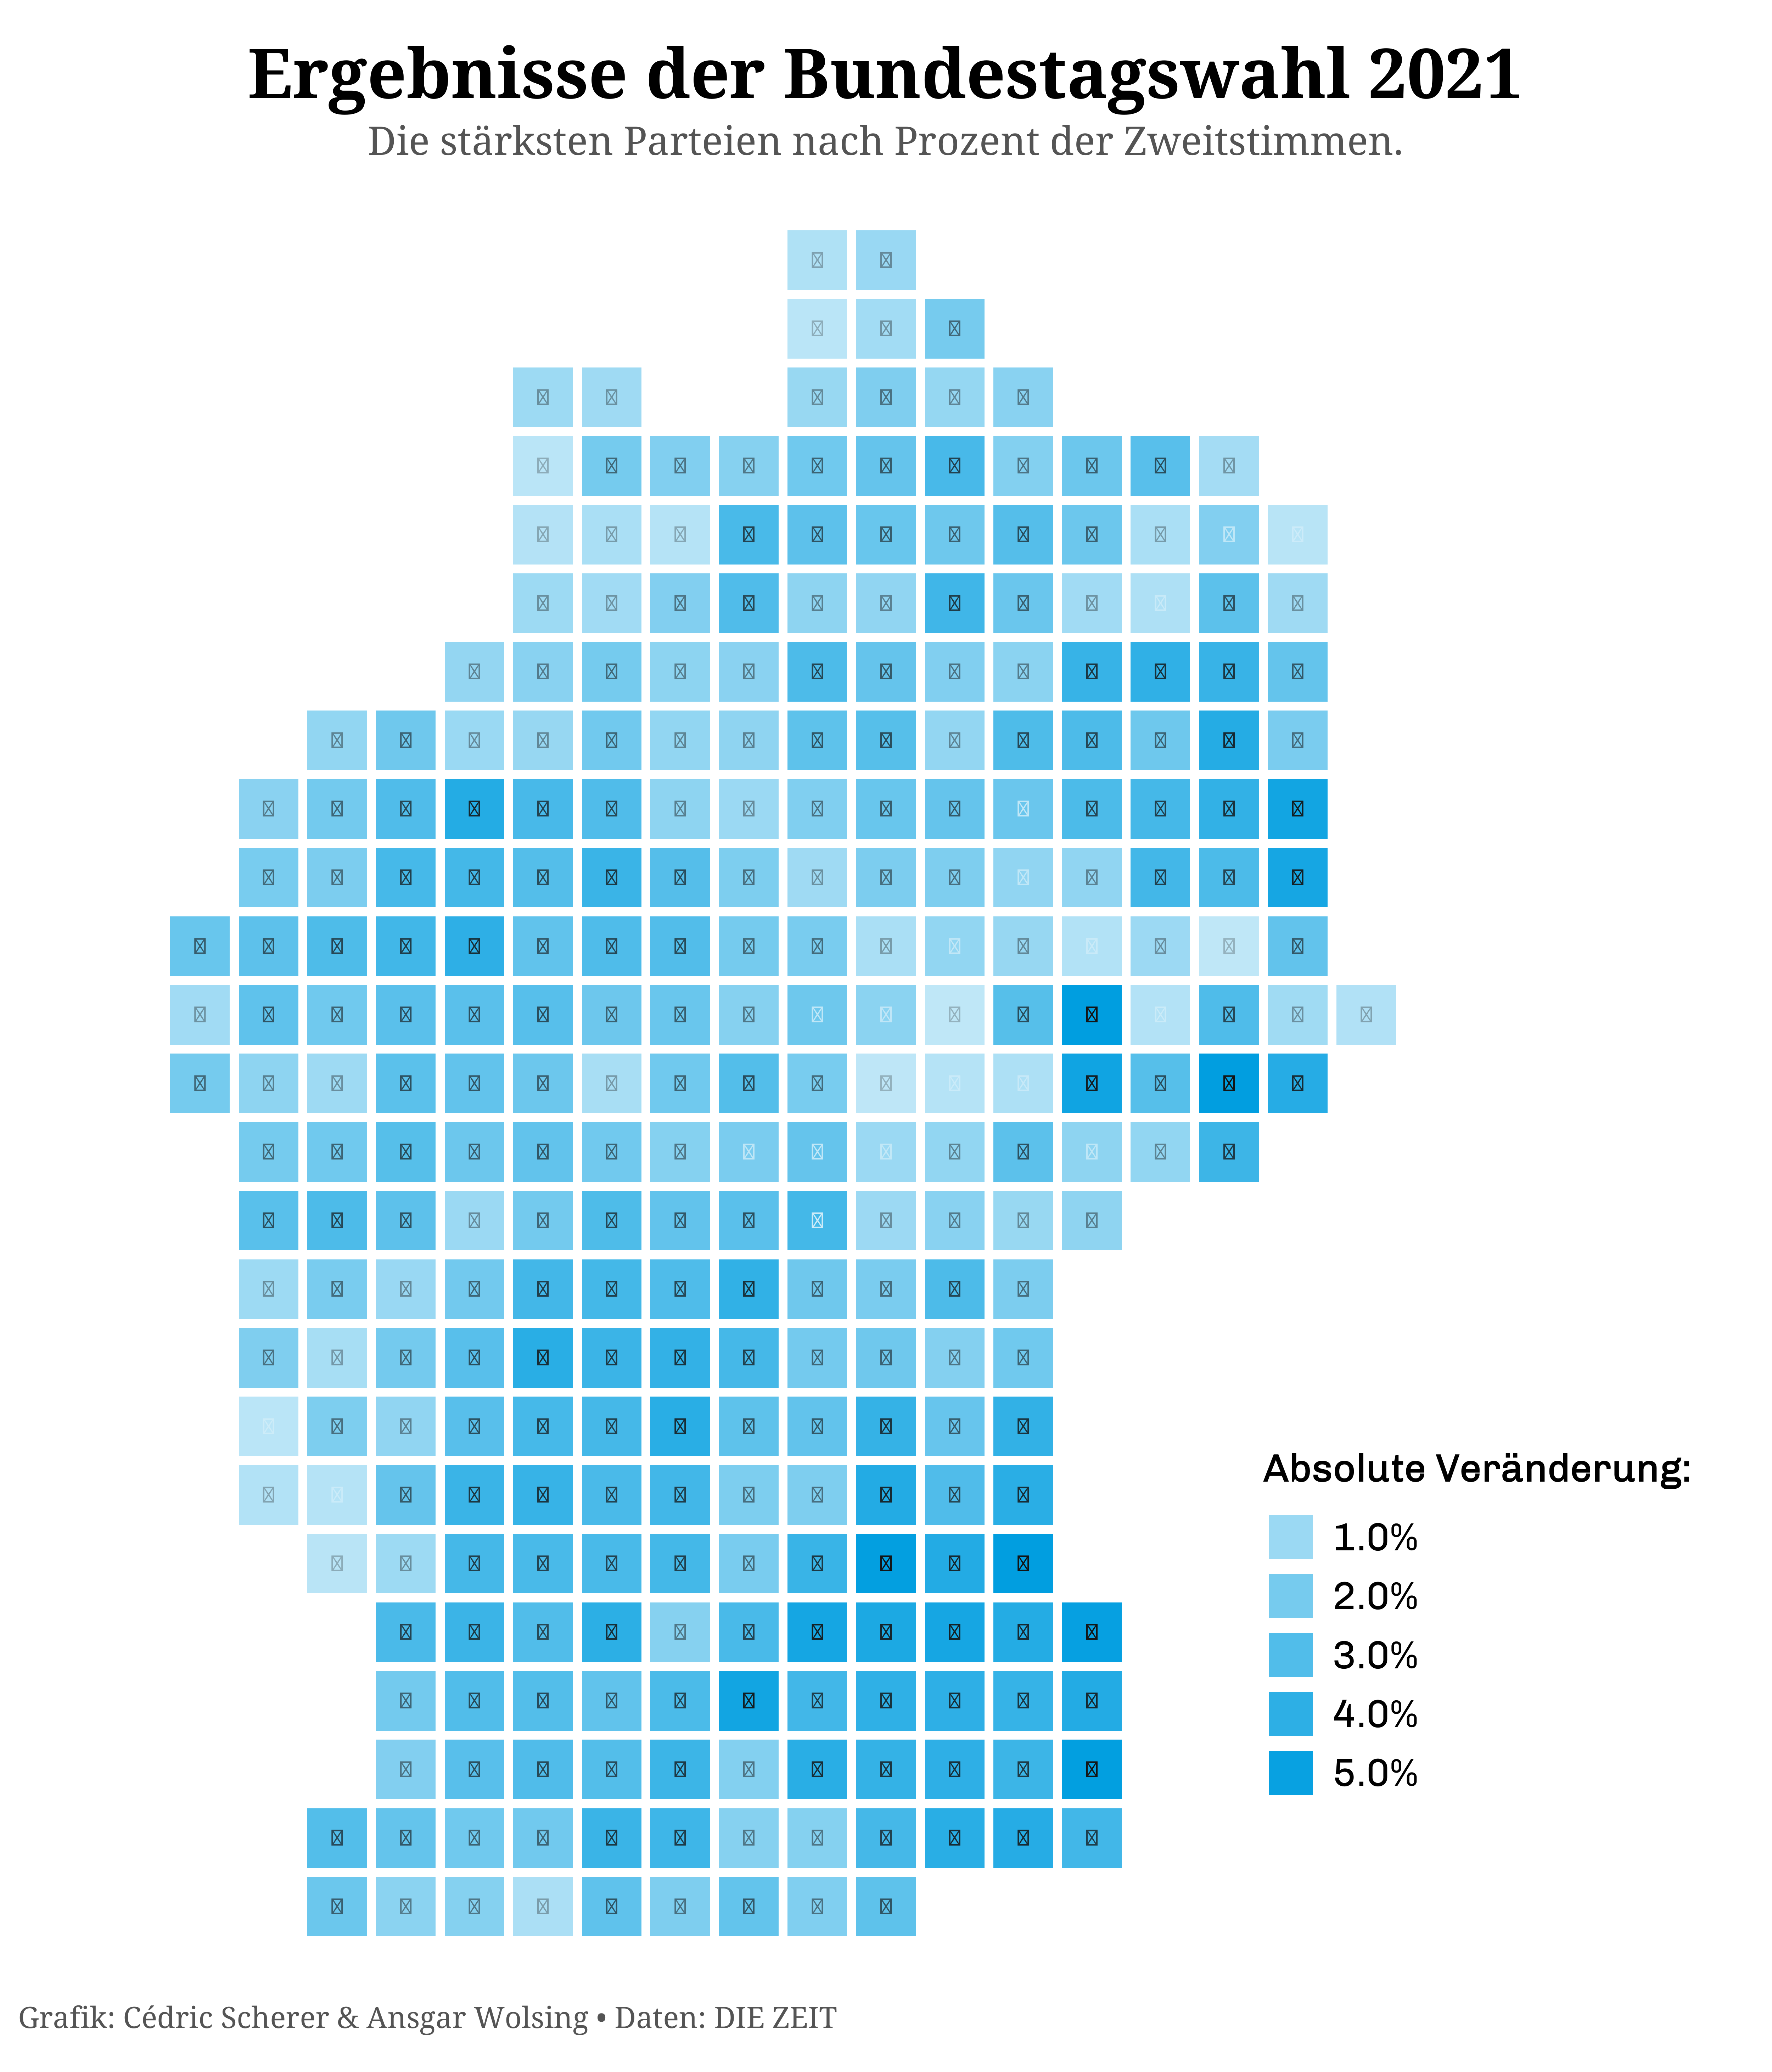 Ergebnisse der Bundestagswahl 2021
Die stärksten Parteien nach Prozent der Zweitstimmen.
Absolute Veränderung:
1.0%
2.0%
3.0%
4.0%
5.0%
Grafik: Cédric Scherer & Ansgar Wolsing • Daten: DIE ZEIT